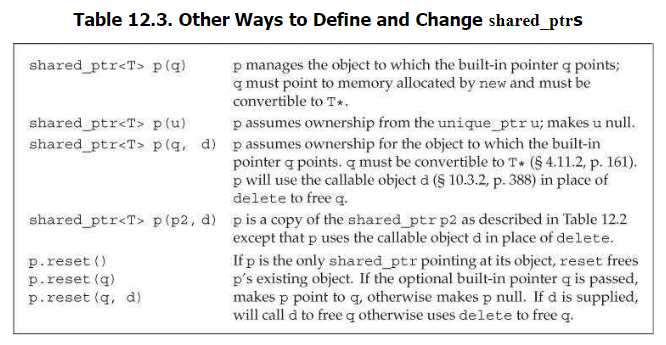 Table 12.3. Other Ways to Define and Change shared_ptrs
shared_ptr<T> p(q) p manages the object to which the built-in pointer q points;
q must point to memory allocated by new and must be
convertible to T*.
shared_ptr<T> p(u) p assumes ownership from the unique_ptr u; makes u null.
shared_ptr<T> p(q, d) p assumes ownership for the object to which the built-in
pointer q points. q must be convertible to T* (§ 4.11.2, p. 161).
p will use the callable object d (§ 10.3.2, p. 388) in place of
delete to free q.
shared_ptr<T> p(p2, d) p is a copy of the shared_ptr p2 as described in Table 12.2
except that p uses the callable object d in place of delete.
p.reset() If p is the only shared_ptr pointing at its object, reset frees
p.reset(q) p's existing object. If the optional built-in pointer q is passed,
p.reset(q, d) makes p point to q, otherwise makes p null. If d is supplied,
will call d to free q otherwise uses delete to free q.